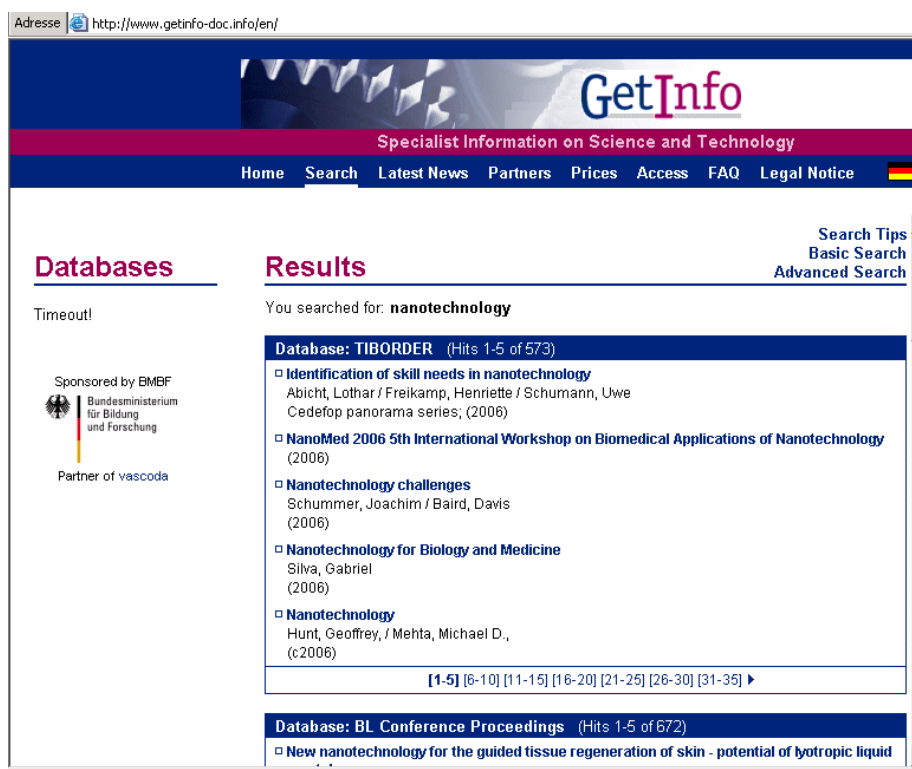 Adresse http://www.getinfo-doc.info/en/
GetInfo
Specialist Information on Science and Technology
Home Search Latest News Partners Prices Access FAQ Legal Notice
Search Tips
Basic Search
Advanced Search
Databases
Timeout!
Sponsored by BMBF
Bundesministerium
für Bildung
und Forschung
Partner of vascoda
Results
You searched for: nanotechnology
Database: TIBORDER (Hits 1-5 of 573)
Identification of skill needs in nanotechnology
Abicht, Lothar / Freikamp, Henriette / Schumann, Uwe
Cedefop panorama series; (2006)
NanoMed 2006 5th International Workshop on Biomedical Applications of Nanotechnology
(2006)
Nanotechnology challenges
Schummer, Joachim / Baird, Davis
(2006)
Nanotechnology for Biology and Medicine
Silva, Gabriel
(2006)
Nanotechnology
Hunt, Geoffrey, / Mehta, Michael D.,
(c2006)
[1-5] [6-10] [11-15] [16-20] [21-25] [26-30] [31-35]
Database: BL Conference Proceedings (Hits 1-5 of 672)
New nanotechnology for the guided tissue regeneration of skin - potential of lyotropic liquid